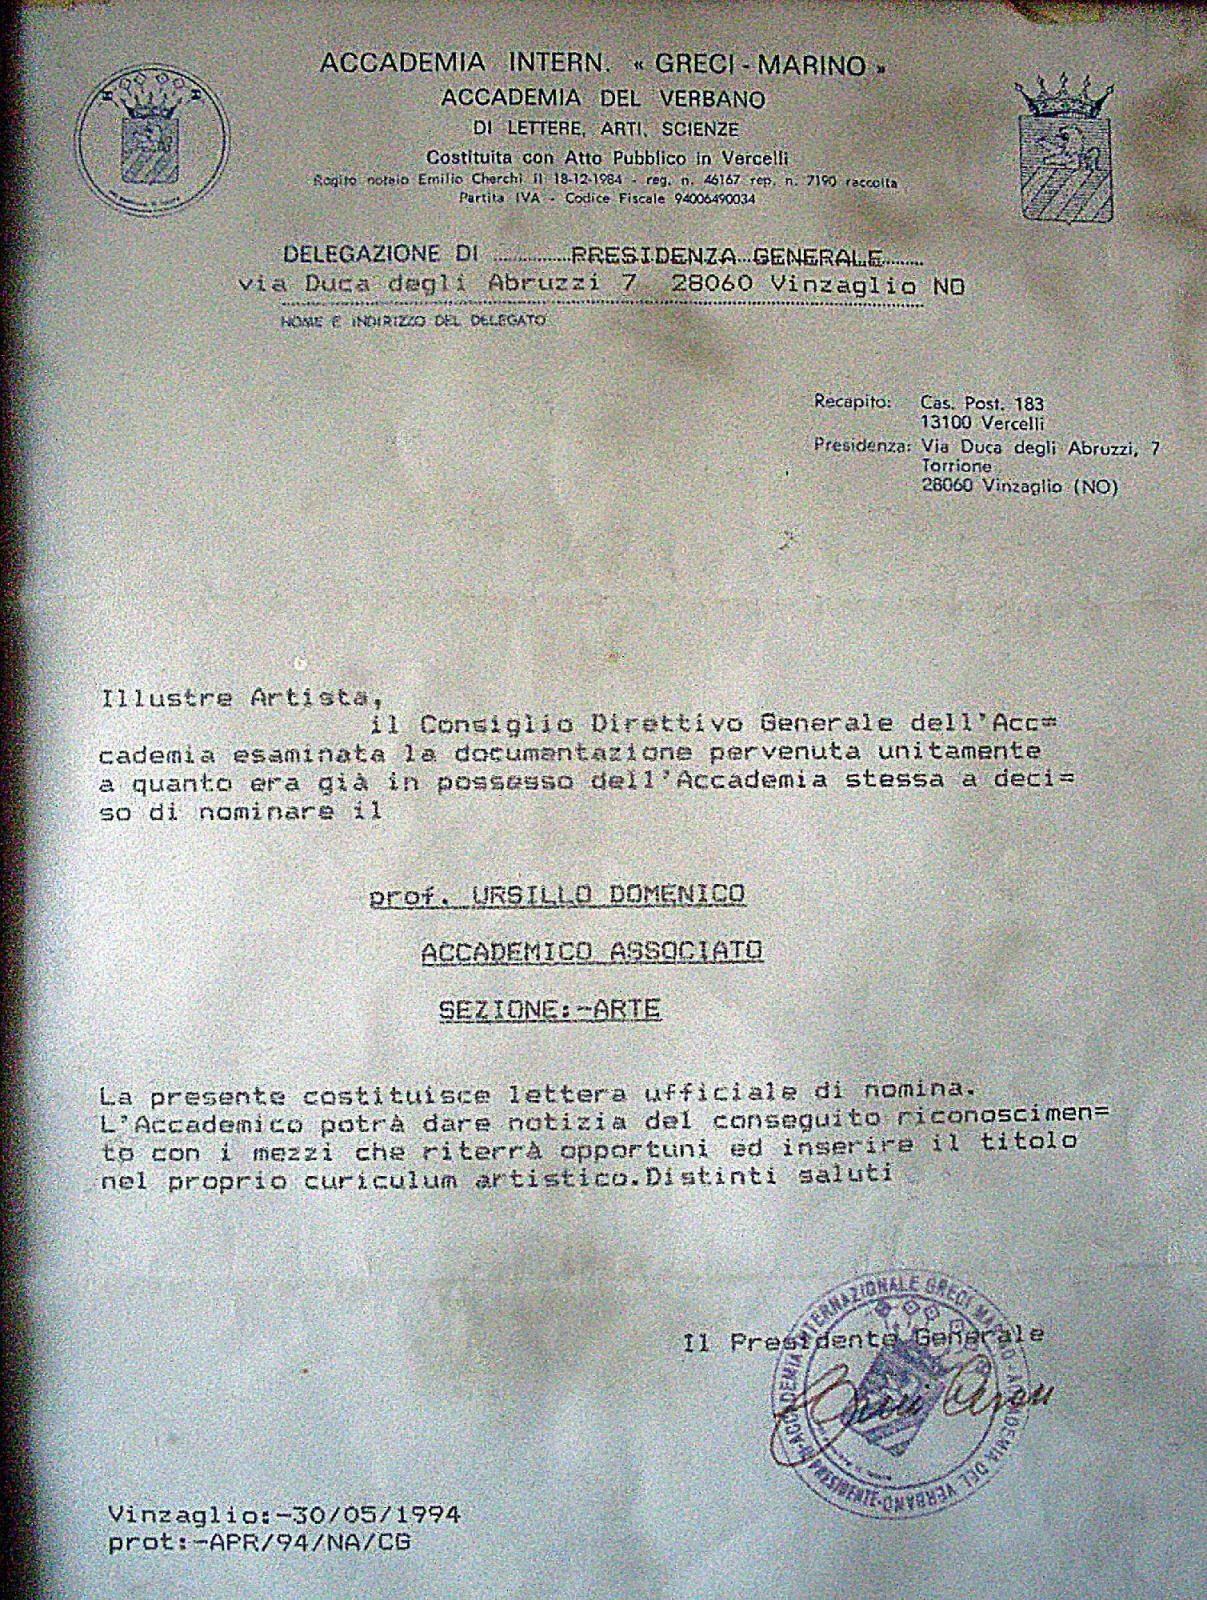 ACCADEMIA INTERN. « GRECI - MARINO »
ACCADEMIA DEL VERBANO
DI LETTERE, ARTI, SCIENZE
Costituita con Atto Pubblico in Vercelli
Rogito notaio Emilio Cherchi il 18-12-1984 - reg. n. 46167 rep. n. 7190 raccolta
Partita IVA - Codice Fiscale 94006490034
DELEGAZIONE DI ..........PRESIDENZA GENERALE.......
via Duca degli Abruzzi 7 28060 Vinzaglio NO
NOME E INDIRIZZO DEL DELEGATO
Recapito: Cas. Post. 183
13100 Vercelli
Presidenza: Via Duca degli Abruzzi, 7
Torrione
28060 Vinzaglio (NO)
Illustre Artista,
il Consiglio Direttivo Generale dell'Acc=
cademia esaminata la documentazione pervenuta unitamente
a quanto era già in possesso dell'Accademia stessa a deci=
so di nominare il
prof. URSILLO DOMENICO
ACCADEMICO ASSOCIATO
SEZIONE:-ARTE
La presente costituisce lettera ufficiale di nomina.
L'Accademico potrà dare notizia del conseguito riconoscimen=
to con i mezzi che riterrà opportuni ed inserire il titolo
nel proprio curiculum artistico.Distinti saluti
Il Presidente Generale
ACCADEMIA INTERNAZIONALE GRECI MARINO - ACCADEMIA DEL VERBANO
Vinzaglio:-30/05/1994
prot:-APR/94/NA/CG